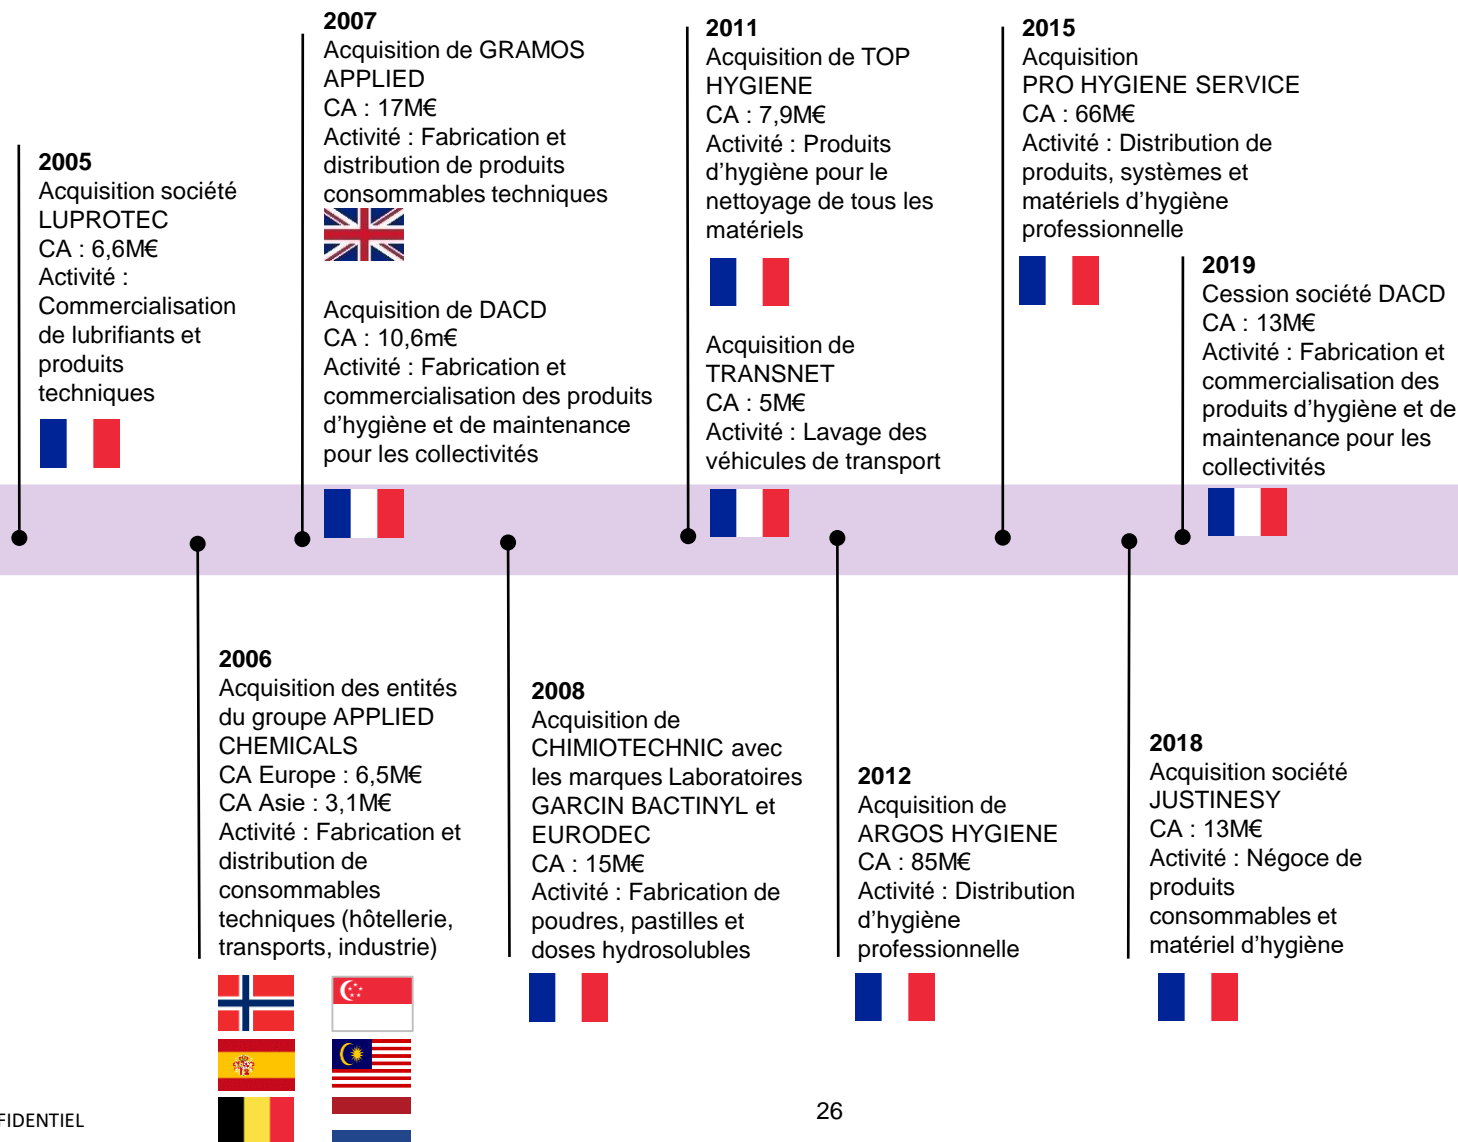 2005
Acquisition société
LUPROTEC
CA : 6,6M€
Activité :
Commercialisation
de lubrifiants et
produits
techniques
2007
Acquisition de GRAMOS
APPLIED
CA : 17M€
Activité : Fabrication et
distribution de produits
consommables techniques
Acquisition de DACD
CA : 10,6m€
Activité : Fabrication et
commercialisation des produits
d’hygiène et de maintenance
pour les collectivités
2011
Acquisition de TOP
HYGIENE
CA : 7,9M€
Activité : Produits
d’hygiène pour le
nettoyage de tous les
matériels
Acquisition de
TRANSNET
CA : 5M€
Activité : Lavage des
véhicules de transport
2015
Acquisition
PRO HYGIENE SERVICE
CA : 66M€
Activité : Distribution de
produits, systèmes et
matériels d’hygiène
professionnelle
2019
Cession société DACD
CA : 13M€
Activité : Fabrication et
commercialisation des
produits d’hygiène et de
maintenance pour les
collectivités
2006
Acquisition des entités
du groupe APPLIED
CHEMICALS
CA Europe : 6,5M€
CA Asie : 3,1M€
Activité : Fabrication et
distribution de
consommables
techniques (hôtellerie,
transports, industrie)
2008
Acquisition de
CHIMIOTECHNIC avec
les marques Laboratoires
GARCIN BACTINYL et
EURODEC
CA : 15M€
Activité : Fabrication de
poudres, pastilles et
doses hydrosolubles
2012
Acquisition de
ARGOS HYGIENE
CA : 85M€
Activité : Distribution
d’hygiène
professionnelle
2018
Acquisition société
JUSTINESY
CA : 13M€
Activité : Négoce de
produits
consommables et
matériel d’hygiène
FIDENTIEL
26